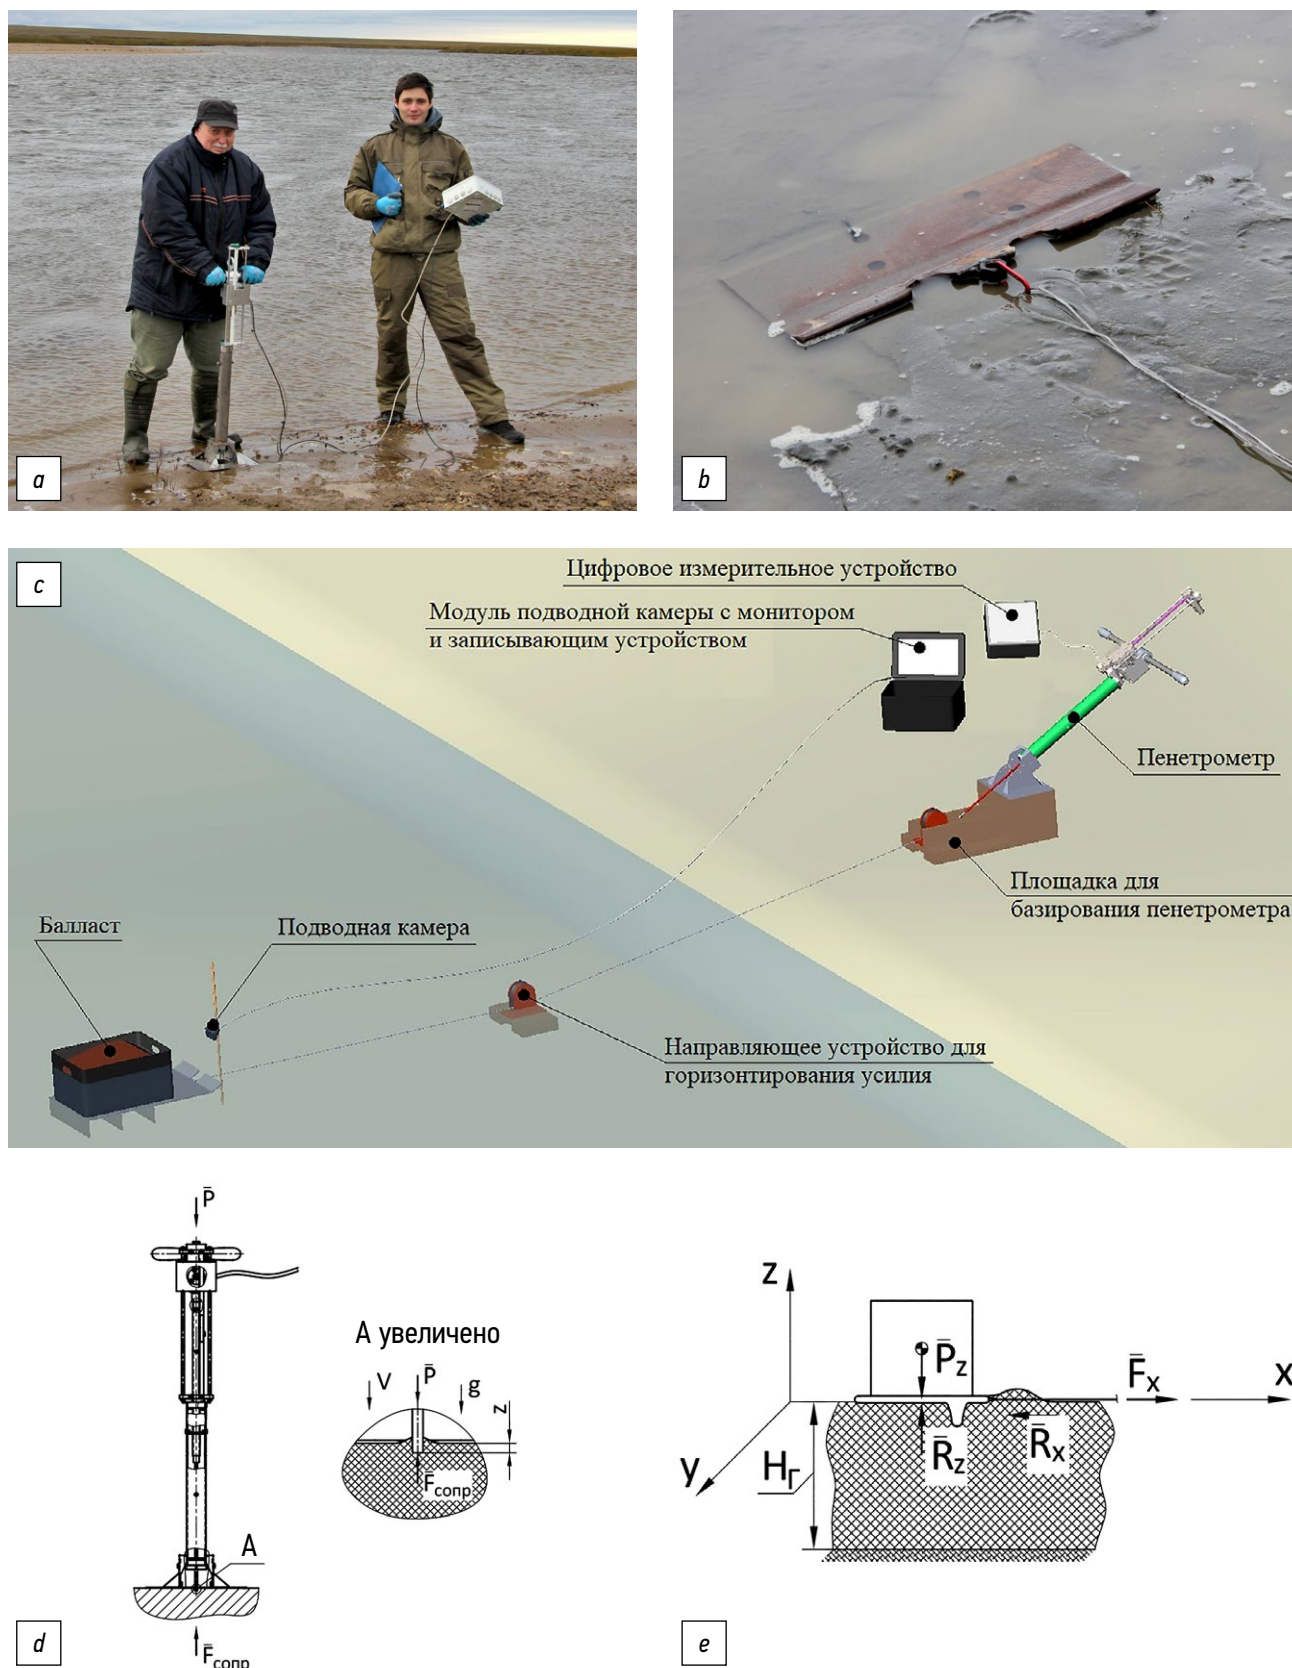 a
b
c
Цифровое измерительное устройство
Модуль подводной камеры с монитором
и записывающим устройством
Пенетрометр
Площадка для
базирования пенетрометра
Балласт
Подводная камера
Направляющее устройство для
горизонтирования усилия
P̄
А увеличено
V
P̄
g
z
F̄сопр
A
F̄сопр
d
z
P̄z
F̄x
x
R̄z
R̄x
y
HГ
e